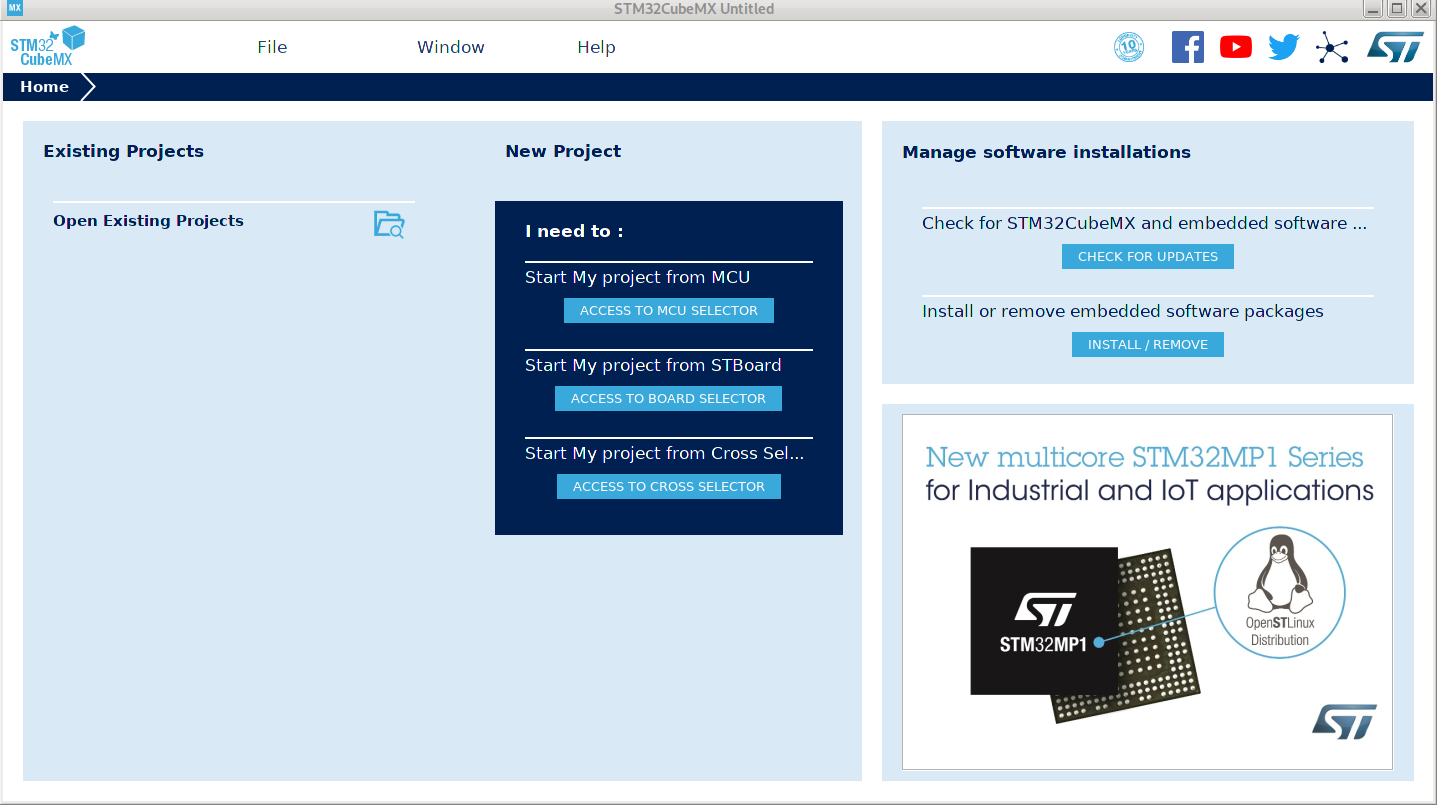 MX
STM32CubeMX Untitled
STM32
CubeMX
File
Window
Help
10
ST
Home
Existing Projects
Open Existing Projects
New Project
I need to :
Start My project from MCU
ACCESS TO MCU SELECTOR
Start My project from STBoard
ACCESS TO BOARD SELECTOR
Start My project from Cross Sel...
ACCESS TO CROSS SELECTOR
Manage software installations
Check for STM32CubeMX and embedded software ...
CHECK FOR UPDATES
Install or remove embedded software packages
INSTALL / REMOVE
New multicore STM32MP1 Series
for Industrial and IoT applications
ST
STM32MP1
OpenSTLinux
Distribution
ST